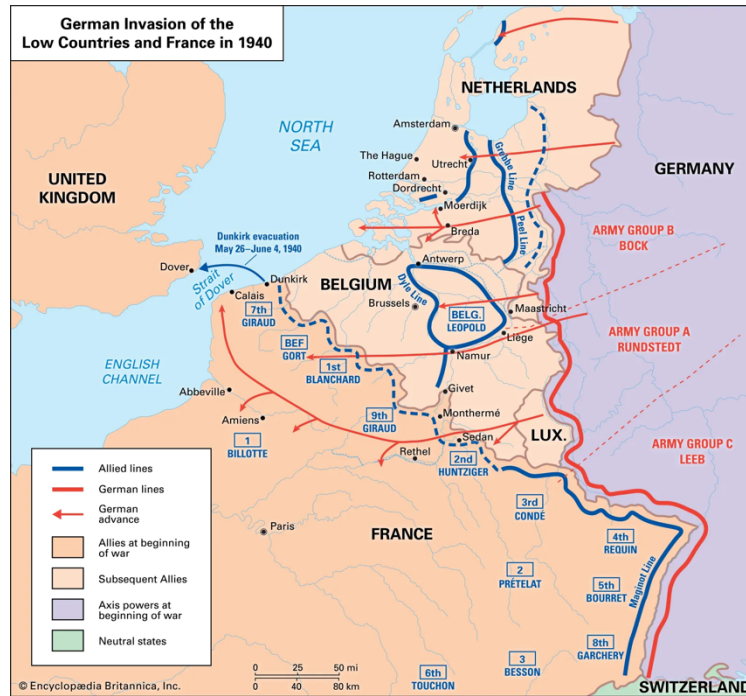 German Invasion of the
Low Countries and France in 1940
NETHERLANDS
NORTH
SEA
Amsterdam
The Hague
Utrecht
Grebbe Line
Rotterdam
Dordrecht
Moerdijk
Peel Line
Breda
GERMANY
UNITED
KINGDOM
ARMY GROUP B
BOCK
Dunkirk evacuation
May 26–June 4, 1940
Dover
Strait
of Dover
Dunkirk
Calais
7th
GIRAUD
BELGIUM
Antwerp
Dyle Line
Brussels
BELG.
LEOPOLD
Maastricht
Liège
ARMY GROUP A
RUNDSTEDT
BEF
GORT
1st
BLANCHARD
Namur
ENGLISH
CHANNEL
Givet
Abbeville
9th
GIRAUD
Monthermé
Amiens
Sedan
LUX.
1
BILLOTTE
Rethel
2nd
HUNTZIGER
ARMY GROUP C
LEEB
Allied lines
German lines
German
advance
Allies at beginning
of war
Subsequent Allies
Axis powers at
beginning of war
Neutral states
Paris
FRANCE
3rd
CONDÉ
4th
REQUIN
2
PRÉTELAT
5th
BOURRET
Maginot Line
8th
GARCHERY
3
BESSON
6th
TOUCHON
SWITZERLAND
0 25 50 mi
0 40 80 km
© Encyclopædia Britannica, Inc.